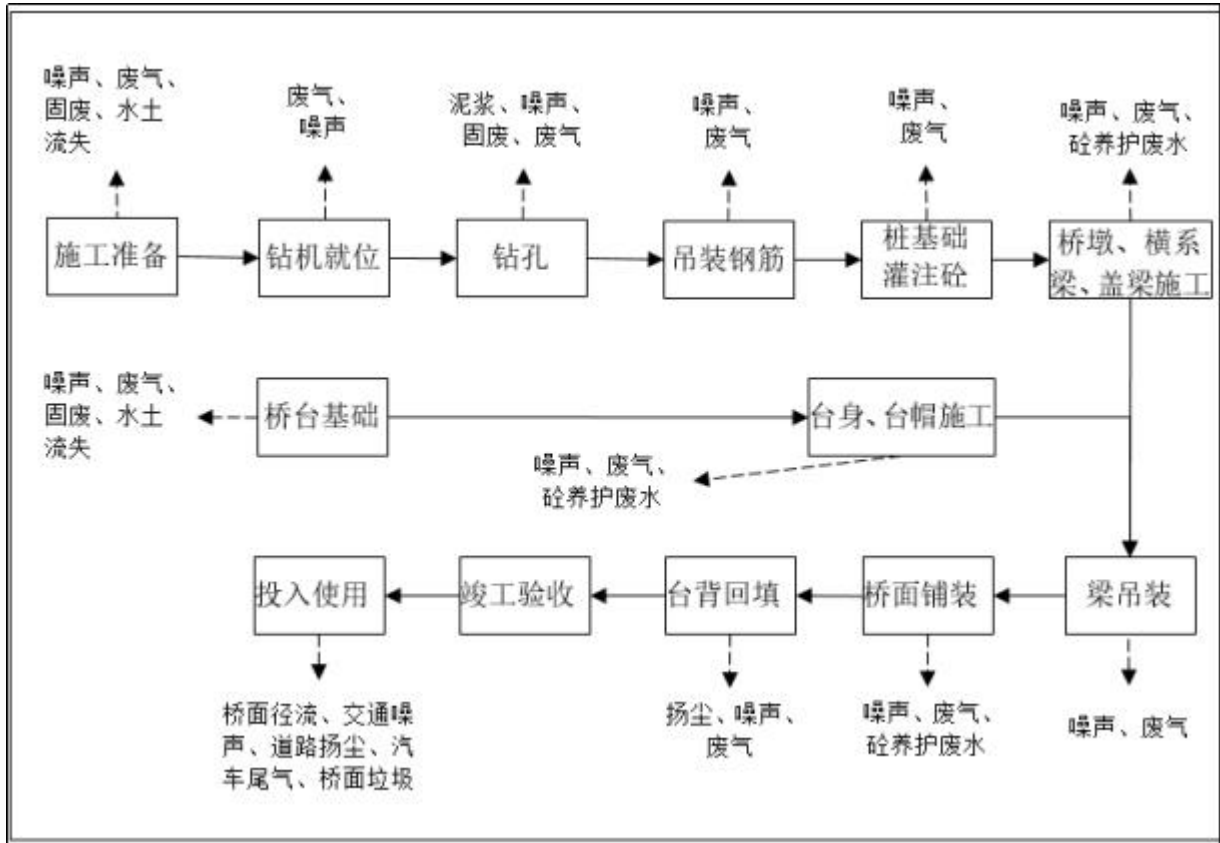 噪声、废气、
固废、水土
流失
废气、
噪声
泥浆、噪声、
固废、废气
噪声、
废气
噪声、
废气
噪声、废气、
砼养护废水
施工准备
钻机就位
钻孔
吊装钢筋
桩基础
灌注砼
桥墩、横系
梁、盖梁施工
噪声、废气、
固废、水土
流失
桥台基础
台身、台帽施工
噪声、废气、
砼养护废水
投入使用
竣工验收
台背回填
桥面铺装
梁吊装
桥面径流、交通噪
声、道路扬尘、汽
车尾气、桥面垃圾
扬尘、噪声、
废气
噪声、废气、
砼养护废水
噪声、废气